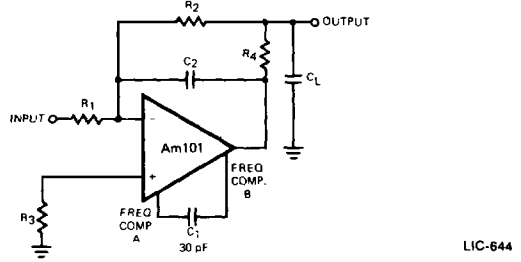 R2
OUTPUT
R4
C2
CL
R1
INPUT
−
Am101
+
FREQ
COMP.
B
R3
FREQ
COMP
A
C1
30 pF
LIC-644